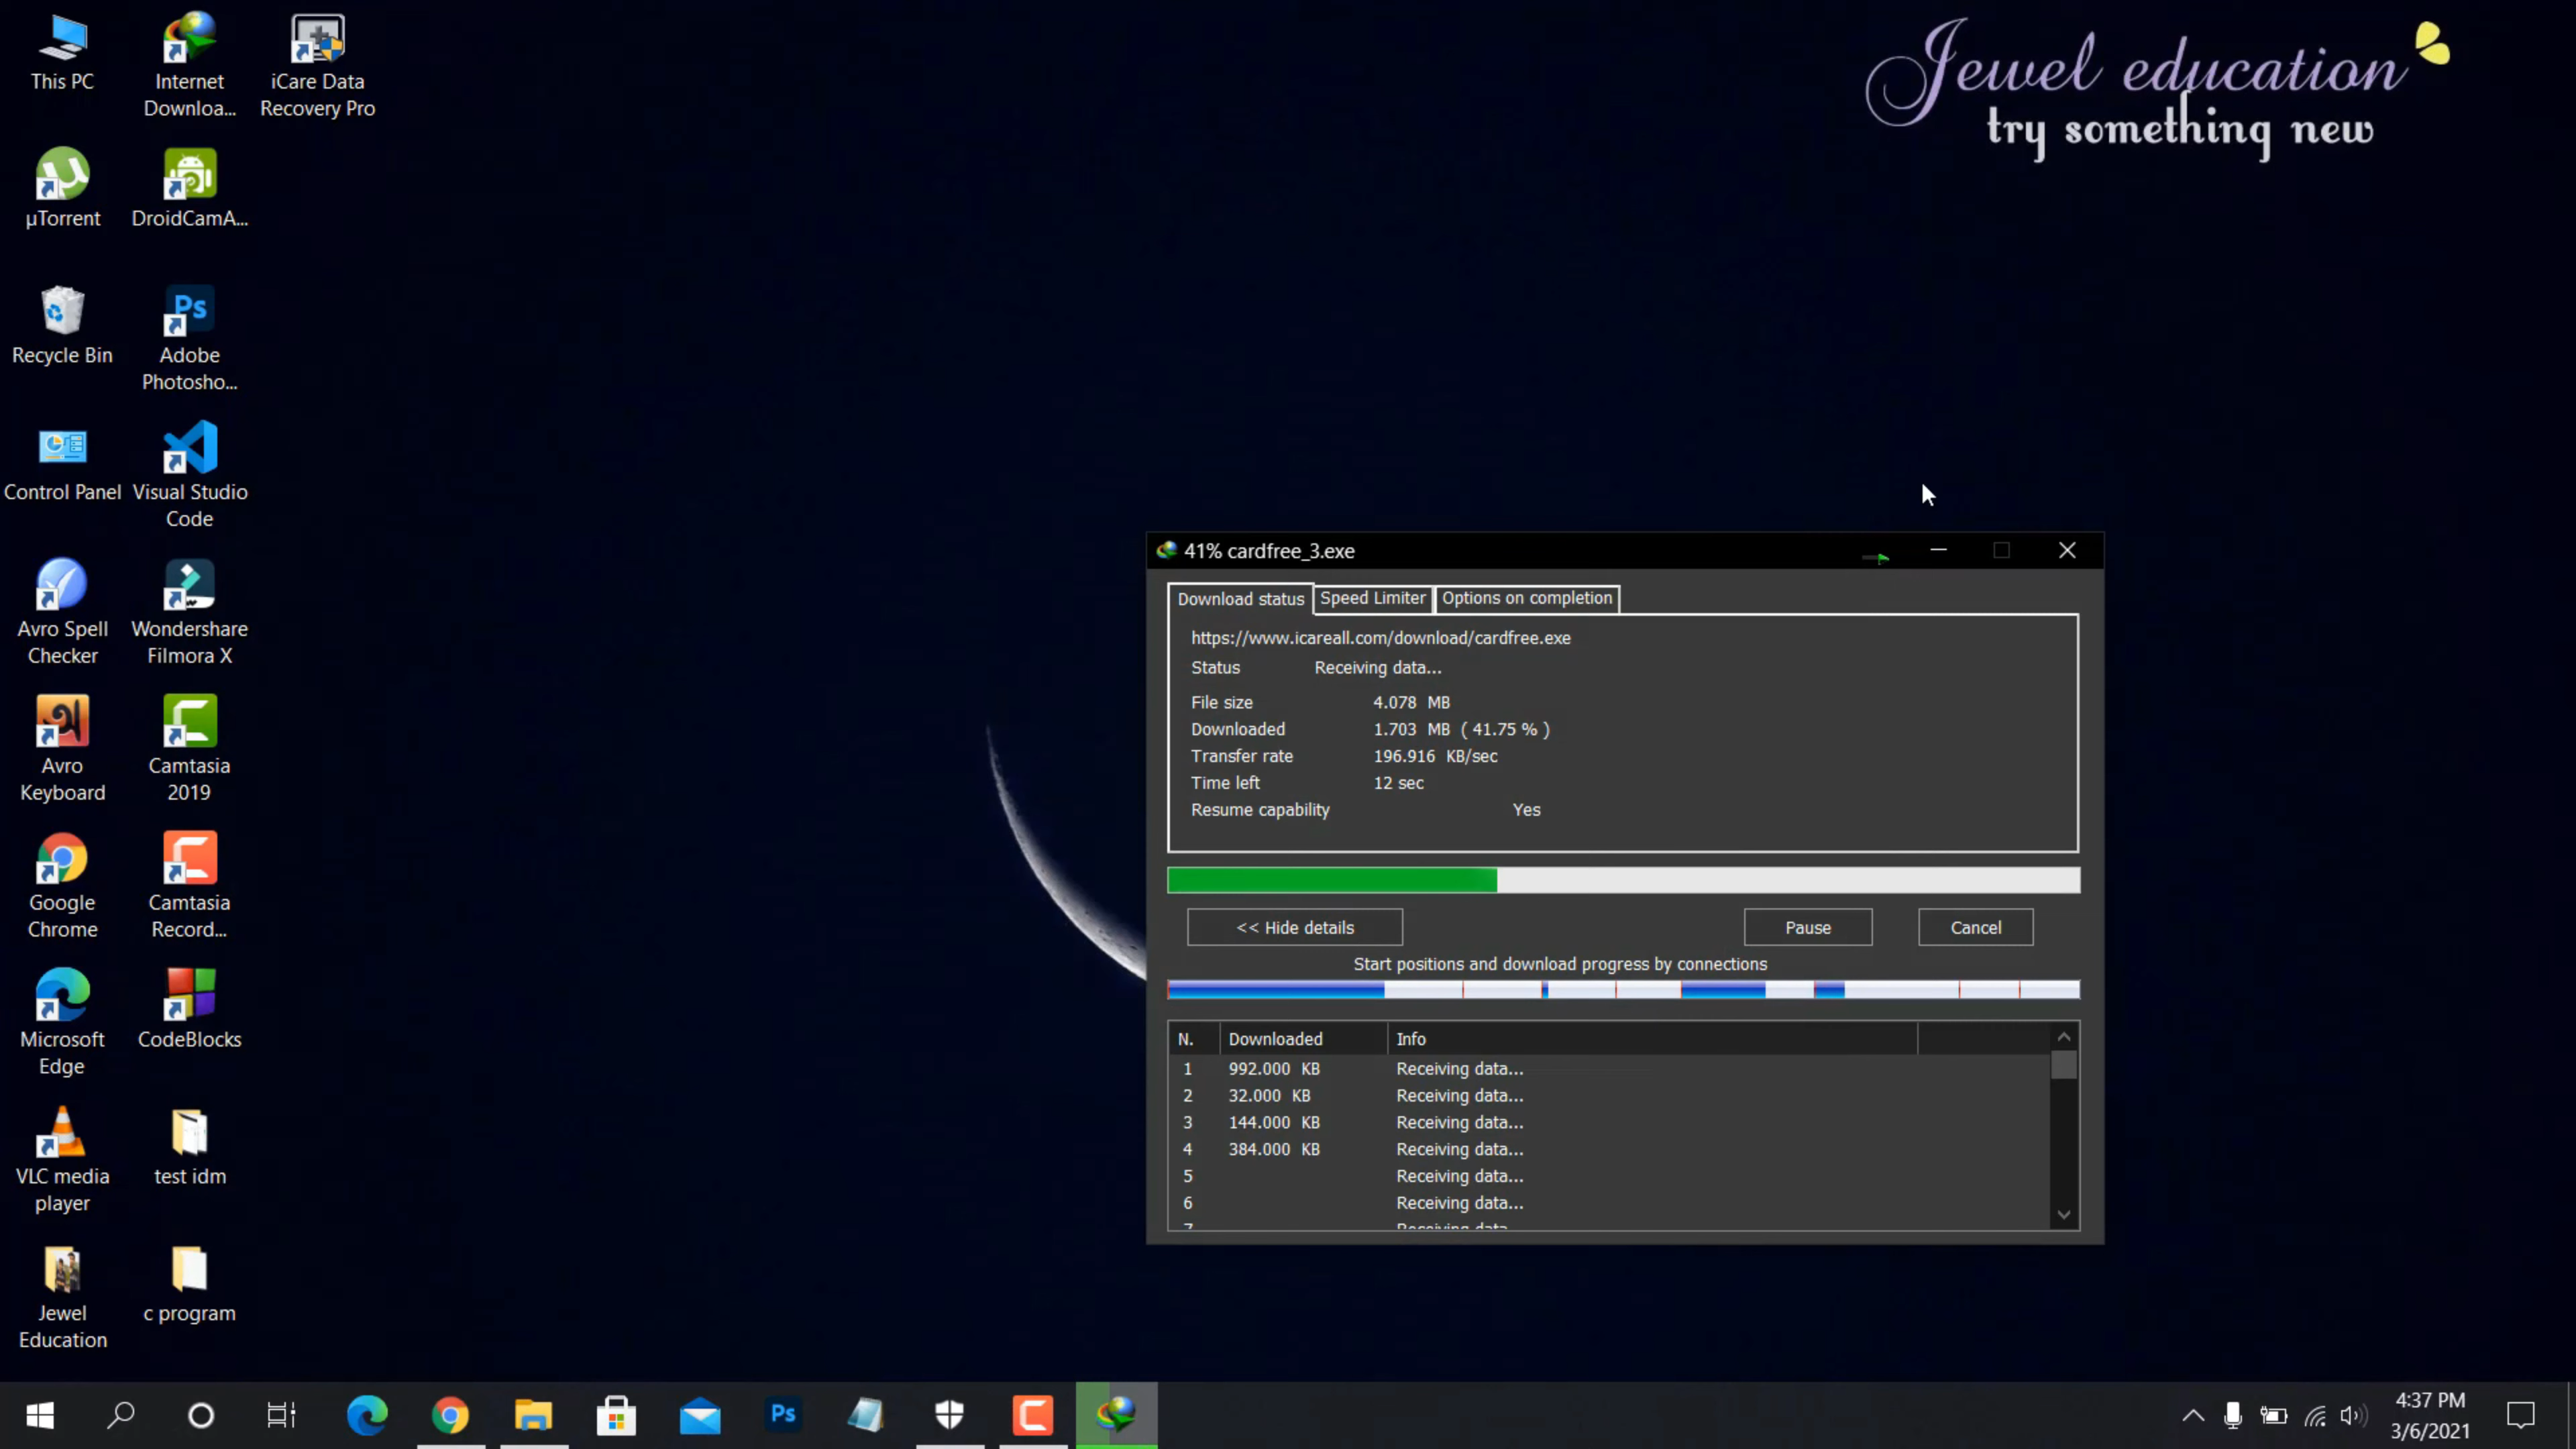 Jewel education
try something new
This PC
Internet
Downloa...
iCare Data
Recovery Pro
µTorrent
DroidCamA...
Recycle Bin
Adobe
Photosho...
Control Panel
Visual Studio
Code
Avro Spell
Checker
Wondershare
Filmora X
Avro
Keyboard
Camtasia
2019
Google
Chrome
Camtasia
Record...
Microsoft
Edge
CodeBlocks
VLC media
player
test idm
Jewel
Education
c program
41% cardfree_3.exe
Download status
Speed Limiter
Options on completion
https://www.icareall.com/download/cardfree.exe
Status Receiving data...
File size 4.078 MB
Downloaded 1.703 MB ( 41.75 % )
Transfer rate 196.916 KB/sec
Time left 12 sec
Resume capability Yes
<< Hide details
Pause
Cancel
Start positions and download progress by connections
N. Downloaded Info
1 992.000 KB Receiving data...
2 32.000 KB Receiving data...
3 144.000 KB Receiving data...
4 384.000 KB Receiving data...
5 Receiving data...
6 Receiving data...
7 Receiving data
Ps
4:37 PM
3/6/2021